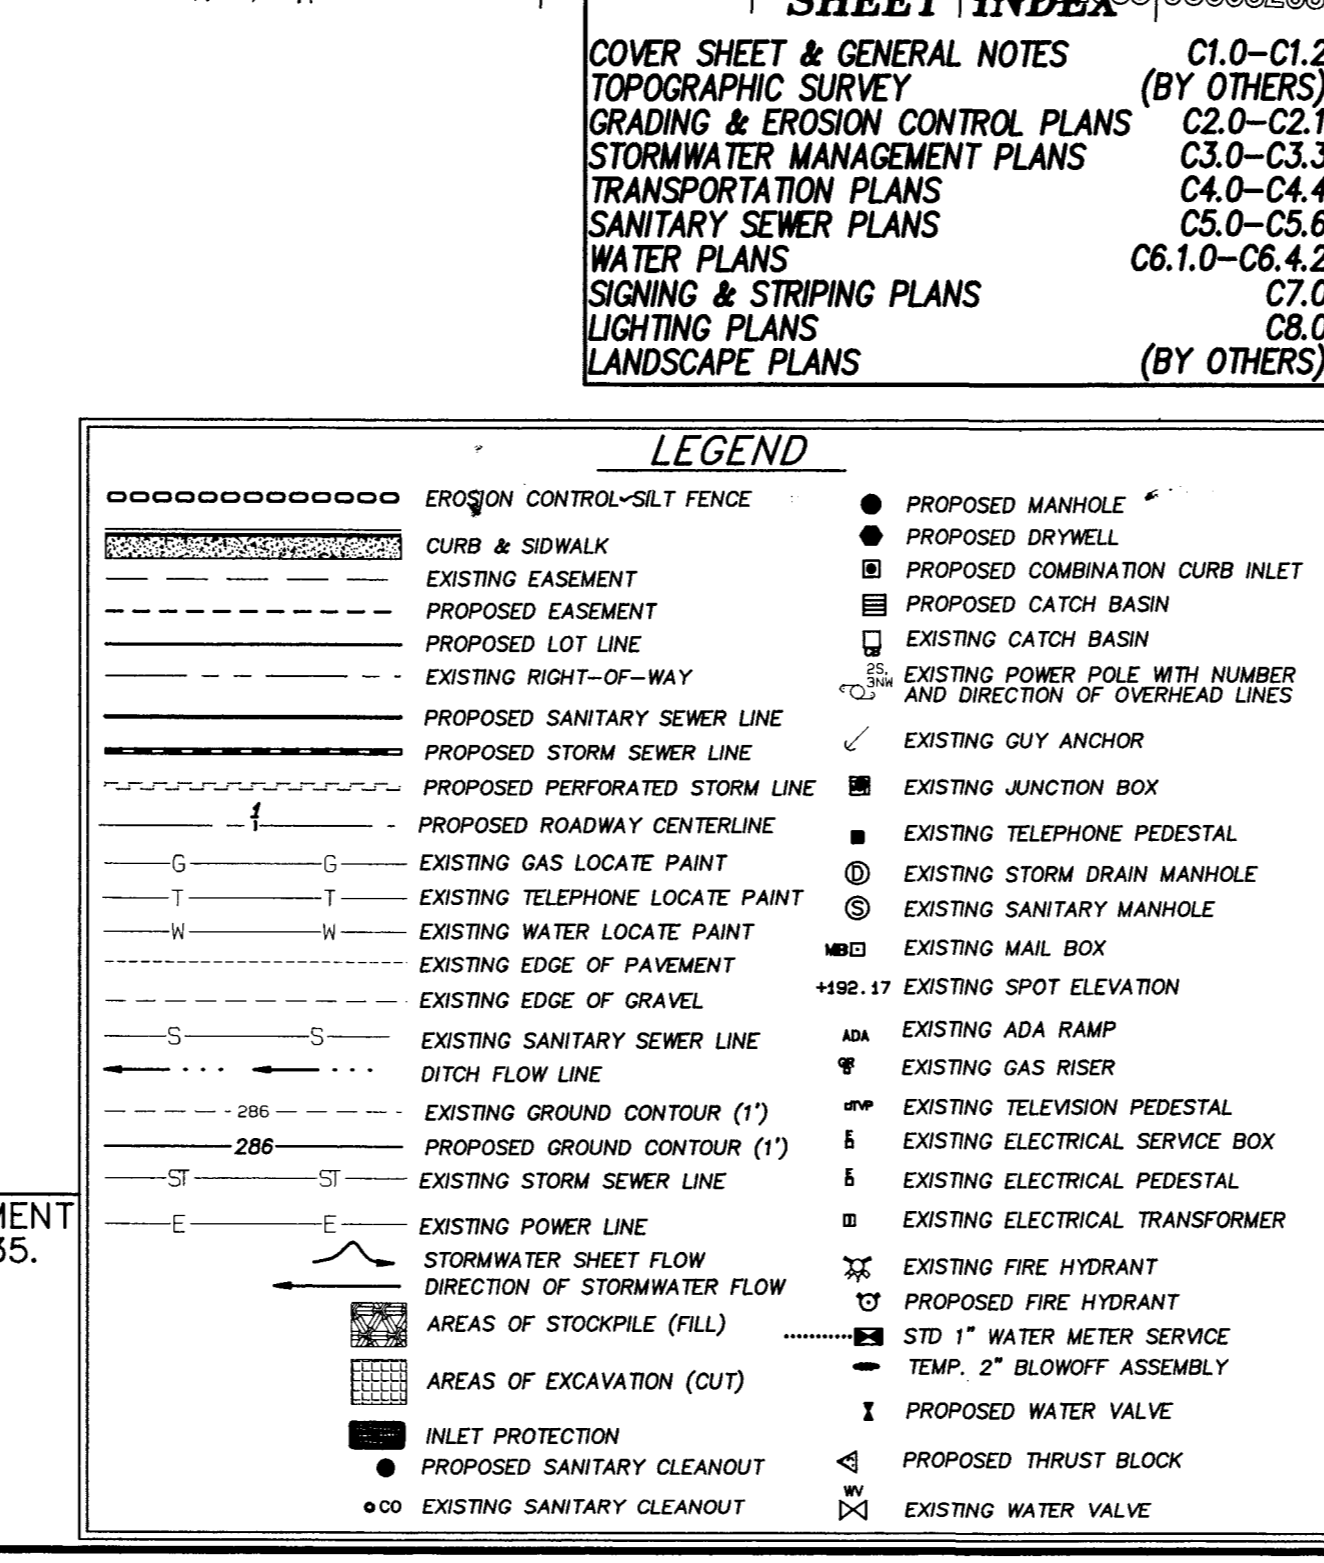 SHEET INDEX
COVER SHEET & GENERAL NOTES C1.0-C1.2
TOPOGRAPHIC SURVEY (BY OTHERS)
GRADING & EROSION CONTROL PLANS C2.0-C2.1
STORMWATER MANAGEMENT PLANS C3.0-C3.3
TRANSPORTATION PLANS C4.0-C4.4
SANITARY SEWER PLANS C5.0-C5.6
WATER PLANS C6.1.0-C6.4.2
SIGNING & STRIPING PLANS C7.0
LIGHTING PLANS C8.0
LANDSCAPE PLANS (BY OTHERS)
LEGEND
EROSION CONTROL-SILT FENCE
CURB & SIDWALK
EXISTING EASEMENT
PROPOSED EASEMENT
PROPOSED LOT LINE
EXISTING RIGHT-OF-WAY
PROPOSED SANITARY SEWER LINE
PROPOSED STORM SEWER LINE
PROPOSED PERFORATED STORM LINE
1 PROPOSED ROADWAY CENTERLINE
G G EXISTING GAS LOCATE PAINT
T T EXISTING TELEPHONE LOCATE PAINT
W W EXISTING WATER LOCATE PAINT
EXISTING EDGE OF PAVEMENT
EXISTING EDGE OF GRAVEL
S S EXISTING SANITARY SEWER LINE
DITCH FLOW LINE
286 EXISTING GROUND CONTOUR (1')
286 PROPOSED GROUND CONTOUR (1')
ST ST EXISTING STORM SEWER LINE
E E EXISTING POWER LINE
STORMWATER SHEET FLOW
DIRECTION OF STORMWATER FLOW
AREAS OF STOCKPILE (FILL)
AREAS OF EXCAVATION (CUT)
INLET PROTECTION
PROPOSED SANITARY CLEANOUT
CO EXISTING SANITARY CLEANOUT
PROPOSED MANHOLE
PROPOSED DRYWELL
PROPOSED COMBINATION CURB INLET
PROPOSED CATCH BASIN
CB EXISTING CATCH BASIN
2S, EXISTING POWER POLE WITH NUMBER
3NW AND DIRECTION OF OVERHEAD LINES
EXISTING GUY ANCHOR
EXISTING JUNCTION BOX
EXISTING TELEPHONE PEDESTAL
D EXISTING STORM DRAIN MANHOLE
S EXISTING SANITARY MANHOLE
MB EXISTING MAIL BOX
+192.17 EXISTING SPOT ELEVATION
ADA EXISTING ADA RAMP
EXISTING GAS RISER
TVP EXISTING TELEVISION PEDESTAL
EXISTING ELECTRICAL SERVICE BOX
EXISTING ELECTRICAL PEDESTAL
EXISTING ELECTRICAL TRANSFORMER
EXISTING FIRE HYDRANT
PROPOSED FIRE HYDRANT
STD 1" WATER METER SERVICE
TEMP. 2" BLOWOFF ASSEMBLY
PROPOSED WATER VALVE
PROPOSED THRUST BLOCK
WV EXISTING WATER VALVE
MENT
35.